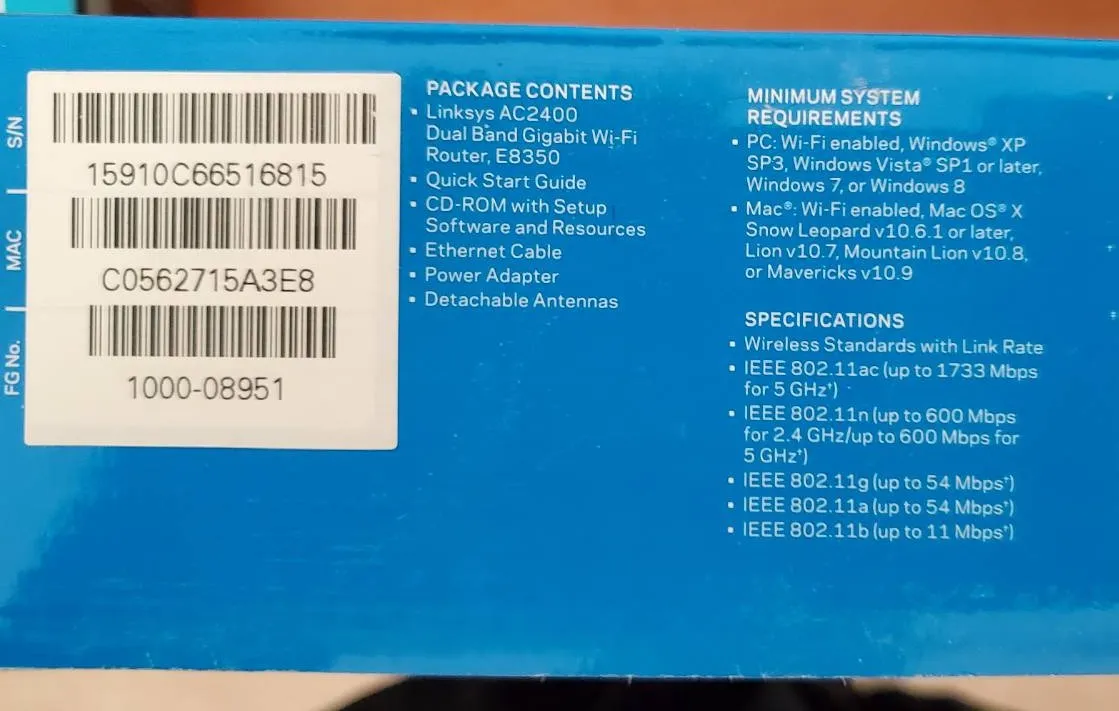 S/N
15910C66516815
MAC
C0562715A3E8
FG No.
1000-08951
PACKAGE CONTENTS
▪ Linksys AC2400
Dual Band Gigabit Wi-Fi
Router, E8350
▪ Quick Start Guide
▪ CD-ROM with Setup
Software and Resources
▪ Ethernet Cable
▪ Power Adapter
▪ Detachable Antennas
MINIMUM SYSTEM
REQUIREMENTS
▪ PC: Wi-Fi enabled, Windows® XP
SP3, Windows Vista® SP1 or later,
Windows 7, or Windows 8
▪ Mac®: Wi-Fi enabled, Mac OS® X
Snow Leopard v10.6.1 or later,
Lion v10.7, Mountain Lion v10.8,
or Mavericks v10.9
SPECIFICATIONS
▪ Wireless Standards with Link Rate
▪ IEEE 802.11ac (up to 1733 Mbps
for 5 GHz†)
▪ IEEE 802.11n (up to 600 Mbps
for 2.4 GHz/up to 600 Mbps for
5 GHz†)
▪ IEEE 802.11g (up to 54 Mbps†)
▪ IEEE 802.11a (up to 54 Mbps†)
▪ IEEE 802.11b (up to 11 Mbps†)